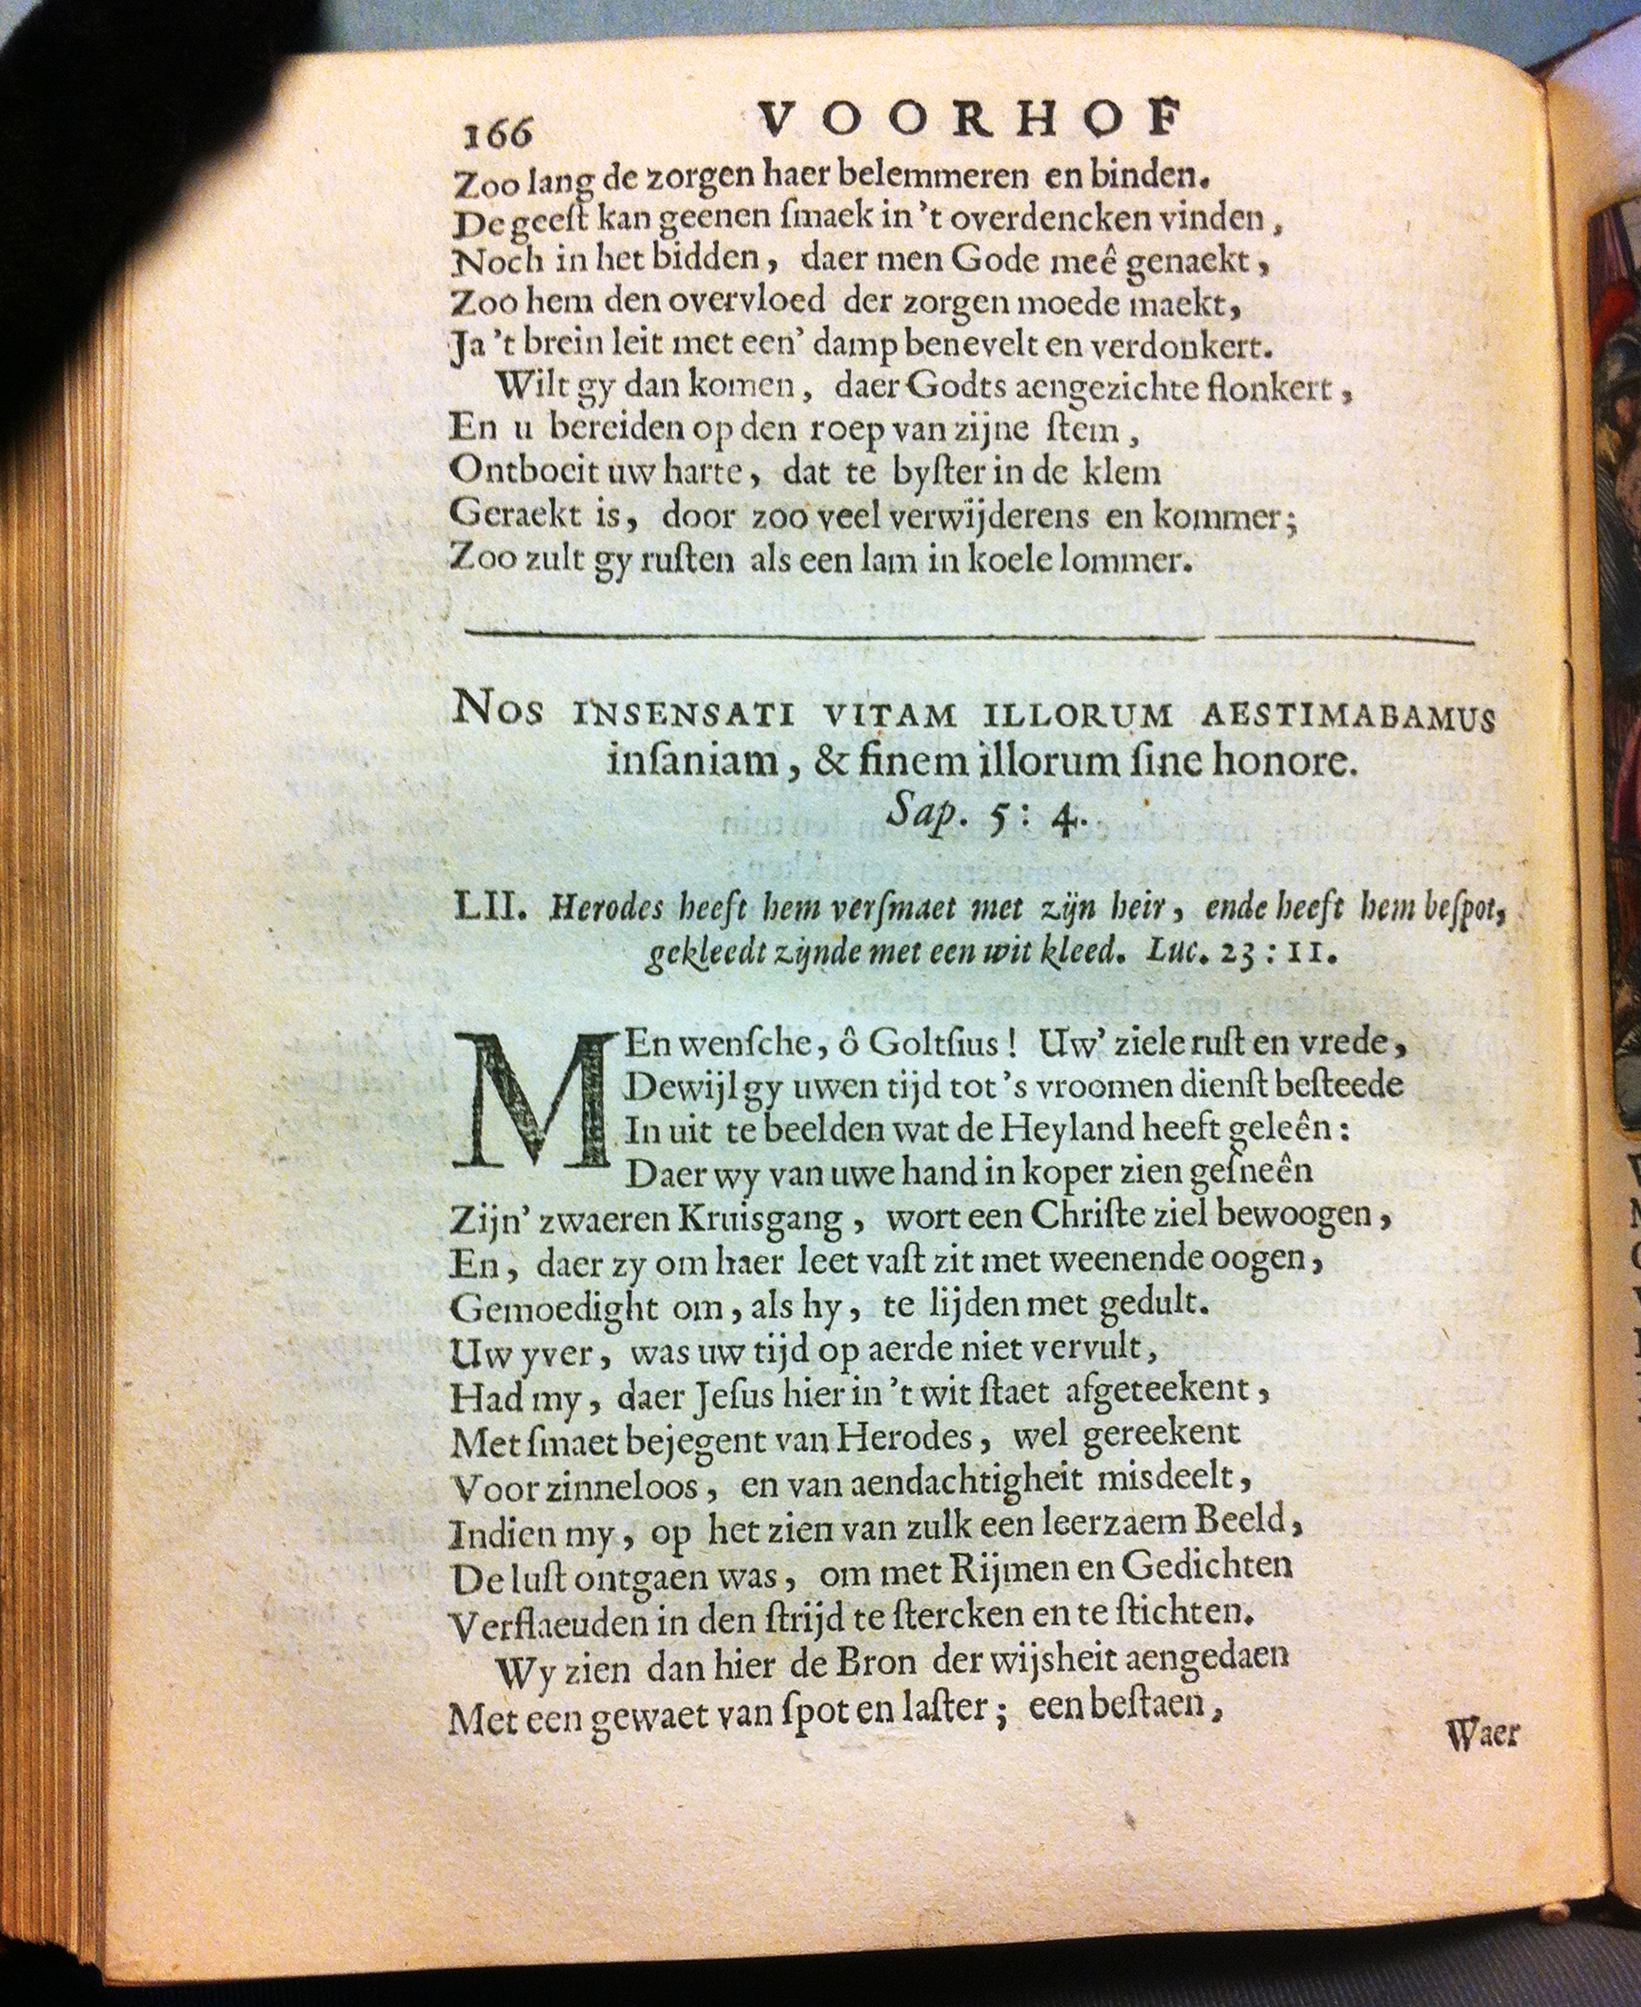 166 VOORHOF
Zoo lang de zorgen haer belemmeren en binden.
De geeſt kan geenen ſmaek in 't overdencken vinden,
Noch in het bidden, daer men Gode meê genaekt,
Zoo hem den overvloed der zorgen moede maekt,
Ja 't brein leit met een' damp benevelt en verdonkert.
Wilt gy dan komen, daer Godts aengezichte flonkert,
En u bereiden op den roep van zijne ſtem,
Ontboeit uw harte, dat te byſter in de klem
Geraekt is, door zoo veel verwijderens en kommer;
Zoo zult gy ruſten als een lam in koele lommer.
NOS INSENSATI VITAM ILLORUM AESTIMABAMUS
inſaniam, & finem illorum ſine honore.
Sap. 5: 4.
LII. Herodes heeft hem verſmaet met zijn heir, ende heeft hem beſpot,
gekleedt zijnde met een wit kleed. Luc. 23: 11.
MEn wenſche, ô Goltſius! Uw' ziele ruſt en vrede,
Dewijl gy uwen tijd tot 's vroomen dienſt beſteede
In uit te beelden wat de Heyland heeft geleên:
Daer wy van uwe hand in koper zien geſneên
Zijn' zwaeren Kruisgang, wort een Chriſte ziel bewoogen,
En, daer zy om haer leet vaſt zit met weenende oogen,
Gemoedight om, als hy, te lijden met gedult.
Uw yver, was uw tijd op aerde niet vervult,
Had my, daer Jeſus hier in 't wit ſtaet afgeteekent,
Met ſmaet bejegent van Herodes, wel gereekent
Voor zinneloos, en van aendachtigheit misdeelt,
Indien my, op het zien van zulk een leerzaem Beeld,
De luſt ontgaen was, om met Rijmen en Gedichten
Verflaeuden in den ſtrijd te ſtercken en te ſtichten.
Wy zien dan hier de Bron der wijsheit aengedaen
Met een gewaet van ſpot en laſter; een beſtaen,
Waer